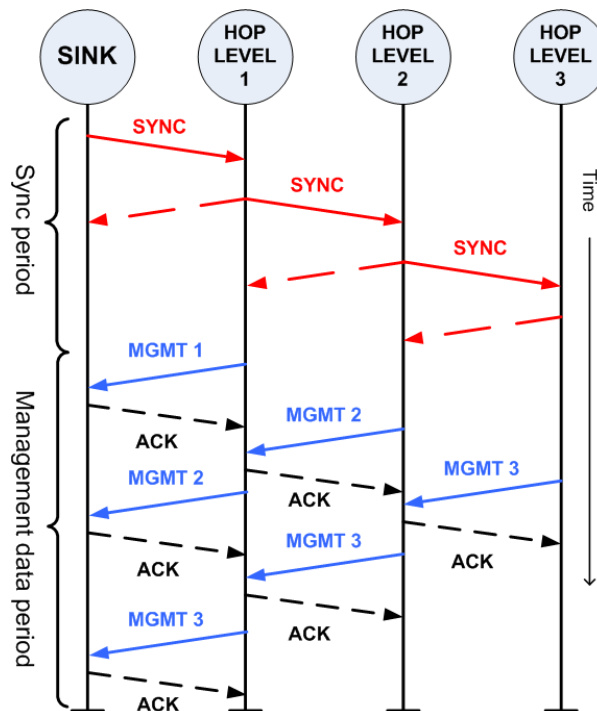 SINK
HOP
LEVEL
1
HOP
LEVEL
2
HOP
LEVEL
3
Sync period
Time
SYNC
SYNC
SYNC
Management data period
MGMT 1
ACK
MGMT 2
MGMT 3
ACK
MGMT 2
ACK
MGMT 3
ACK
ACK
MGMT 3
ACK